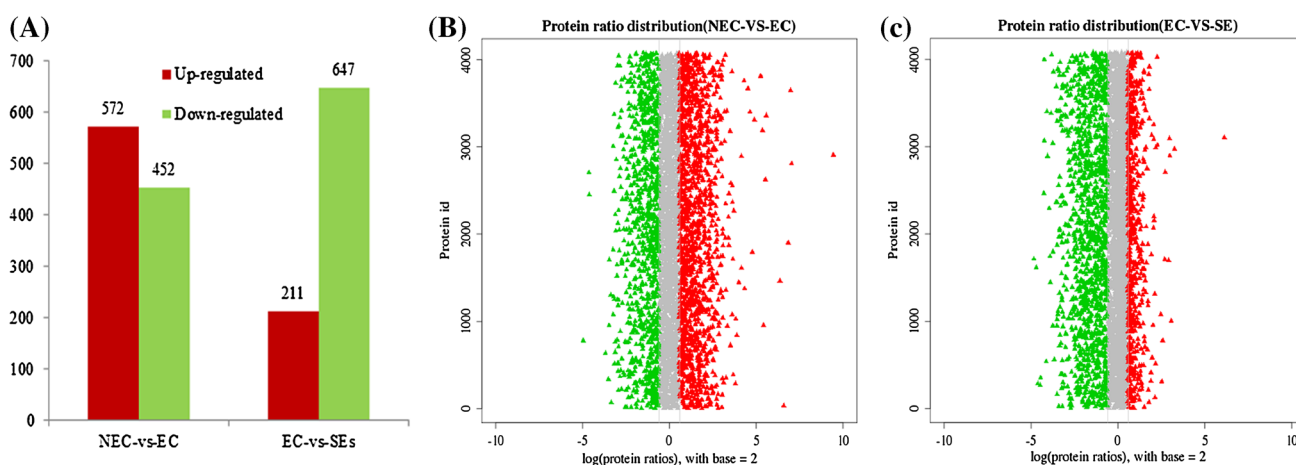 (A)
Up-regulated
Down-regulated
700
600
500
400
300
200
100
0
572
452
211
647
NEC-vs-EC
EC-vs-SEs
(B)
Protein ratio distribution(NEC-VS-EC)
Protein id
4000
3000
2000
1000
0
-10
-5
0
5
10
log(protein ratios), with base = 2
(c)
Protein ratio distribution(EC-VS-SE)
Protein id
4000
3000
2000
1000
0
-10
-5
0
5
10
log(protein ratios), with base = 2